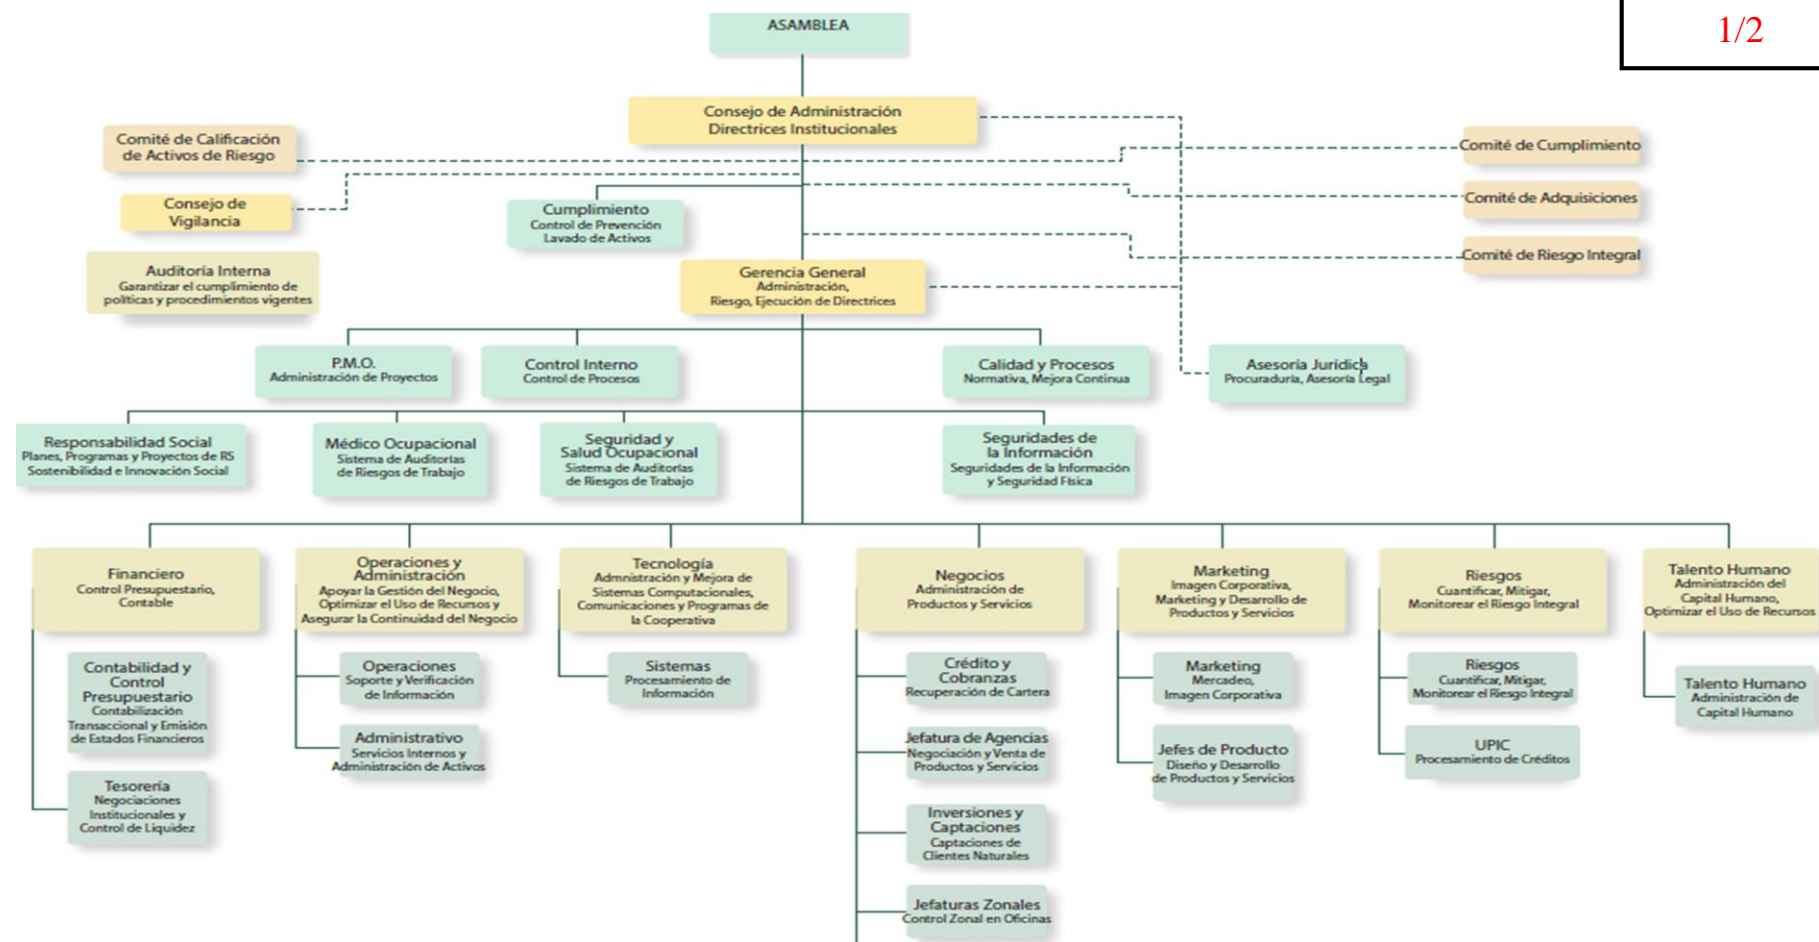 1/2
ASAMBLEA
Consejo de Administración
Directrices Institucionales
Comité de Calificación
de Activos de Riesgo
Comité de Cumplimiento
Consejo de
Vigilancia
Cumplimiento
Control de Prevención
Lavado de Activos
Comité de Adquisiciones
Comité de Riesgo Integral
Auditoría Interna
Garantizar el cumplimiento de
políticas y procedimientos vigentes
Gerencia General
Administración,
Riesgo, Ejecución de Directrices
P.M.O.
Administración de Proyectos
Control Interno
Control de Procesos
Calidad y Procesos
Normativa, Mejora Continua
Asesoría Jurídica
Procuraduría, Asesoría Legal
Responsabilidad Social
Planes, Programas y Proyectos de RS
Sostenibilidad e Innovación Social
Médico Ocupacional
Sistema de Auditorías
de Riesgos de Trabajo
Seguridad y
Salud Ocupacional
Sistema de Auditorías
de Riesgos de Trabajo
Seguridades de
la Información
Seguridades de la Información
y Seguridad Física
Financiero
Control Presupuestario,
Contable
Operaciones y
Administración
Apoyar la Gestión del Negocio,
Optimizar el Uso de Recursos y
Asegurar la Continuidad del Negocio
Tecnología
Admnistración y Mejora de
Sistemas Computacionales,
Comunicaciones y Programas de
la Cooperativa
Negocios
Administración de
Productos y Servicios
Marketing
Imagen Corporativa,
Marketing y Desarrollo de
Productos y Servicios
Riesgos
Cuantificar, Mitigar,
Monitorear el Riesgo Integral
Talento Humano
Administración del
Capital Humano,
Optimizar el Uso de Recursos
Contabilidad y
Control
Presupuestario
Contabilización
Transaccional y Emisión
de Estados Financieros
Tesorería
Negociaciones
Institucionales y
Control de Liquidez
Operaciones
Soporte y Verificación
de Información
Administrativo
Servicios Internos y
Administración de Activos
Sistemas
Procesamiento de
Información
Crédito y
Cobranzas
Recuperación de Cartera
Jefatura de Agencias
Negociación y Venta de
Productos y Servicios
Inversiones y
Captaciones
Captaciones de
Clientes Naturales
Jefaturas Zonales
Control Zonal en Oficinas
Marketing
Mercadeo,
Imagen Corporativa
Jefes de Producto
Diseño y Desarrollo
de Productos y Servicios
Riesgos
Cuantificar, Mitigar,
Monitorear el Riesgo Integral
UPIC
Procesamiento de Créditos
Talento Humano
Administración de
Capital Humano